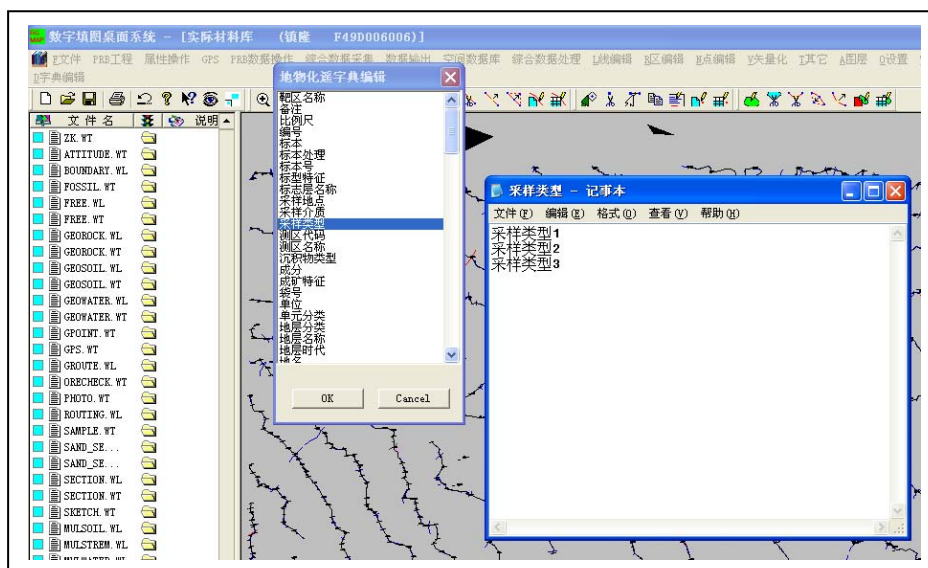 数字填图桌面系统 - [实际材料库 (镇隆 F49D006006)]
F文件 PRB工程 属性操作 GPS PRB数据操作 综合数据采集 数据输出 空间数据库 综合数据处理 L线编辑 R区编辑 N点编辑 V矢量化 I其它 A图层 O设置
D字典编辑
文件名 说明
ZK.WT
ATTITUDE.WT
BOUNDARY.WL
FOSSIL.WT
FREE.WL
FREE.WT
GEOROCK.WL
GEOROCK.WT
GEOSOIL.WL
GEOSOIL.WT
GEOWATER.WL
GEOWATER.WT
GPOINT.WT
GPS.WT
GROUTE.WL
ORECHECK.WT
PHOTO.WT
ROUTING.WL
SAMPLE.WT
SAND_SE...
SAND_SE...
SECTION.WL
SECTION.WT
SKETCH.WT
MULSOIL.WL
MULSTREM.WL
地物化遥字典编辑
靶区名称
备注
比例尺
编号
标本
标本处理
标本号
标型特征
标志层名称
采样地点
采样介质
采样类型
测区代码
测区名称
沉积物类型
成分
成矿特征
袋号
单位
单元分类
地层分类
地层名称
地层时代
地名
OK Cancel
采样类型 - 记事本
文件(F) 编辑(E) 格式(O) 查看(V) 帮助(H)
采样类型1
采样类型2
采样类型3